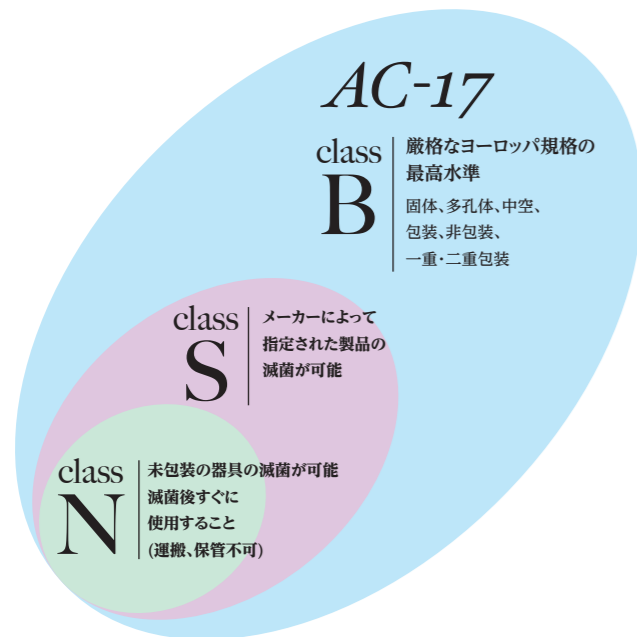 AC-17
class
B
厳格なヨーロッパ規格の
最高水準
固体、多孔体、中空、
包装、非包装、
一重・二重包装
class
S
メーカーによって
指定された製品の
滅菌が可能
class
N
未包装の器具の滅菌が可能
滅菌後すぐに
使用すること
(運搬、保管不可)